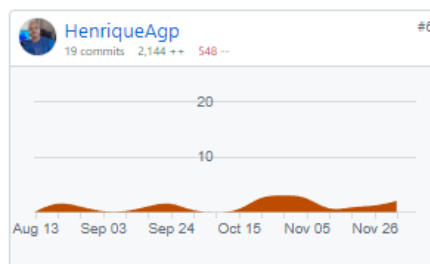 HenriqueAgp
19 commits 2,144 ++ 548 --
20
10
Aug 13 Sep 03 Sep 24 Oct 15 Nov 05 Nov 26